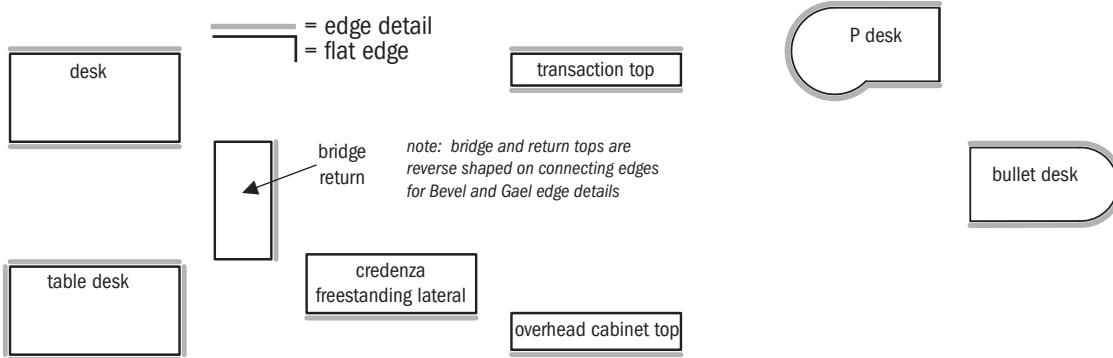 = edge detail
= flat edge
desk
transaction top
P desk
bridge
return
note: bridge and return tops are
reverse shaped on connecting edges
for Bevel and Gael edge details
bullet desk
table desk
credenza
freestanding lateral
overhead cabinet top